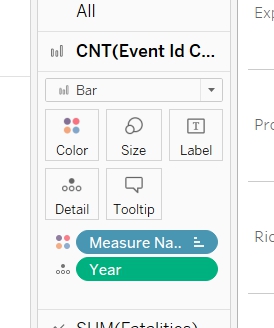 All
Exp
CNT(Event Id C...
Bar
Color
Size
T
Label
Pro
Detail
Tooltip
Measure Na..
Ric
Year
SUM(Fatalities)